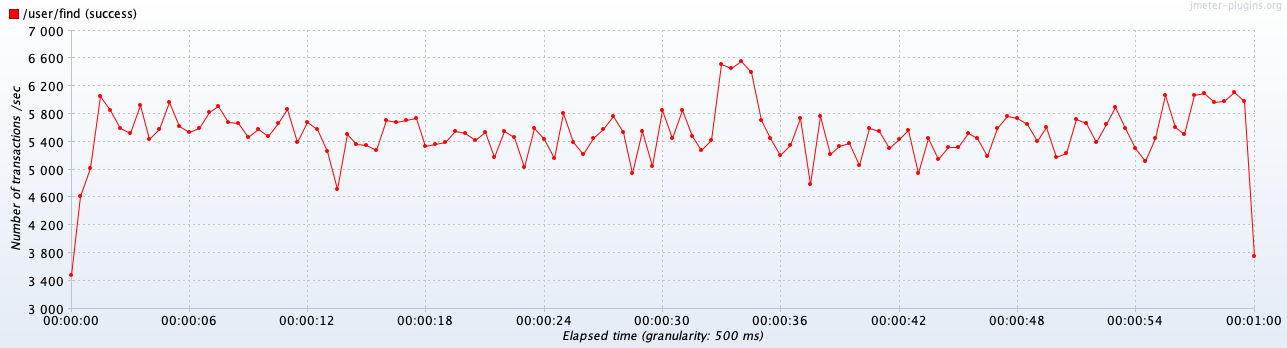 jmeter-plugins.org
/user/find (success)
7 000
6 600
6 200
5 800
5 400
5 000
4 600
4 200
3 800
3 400
3 000
Number of transactions /sec
00:00:00 00:00:06 00:00:12 00:00:18 00:00:24 00:00:30 00:00:36 00:00:42 00:00:48 00:00:54 00:01:00
Elapsed time (granularity: 500 ms)